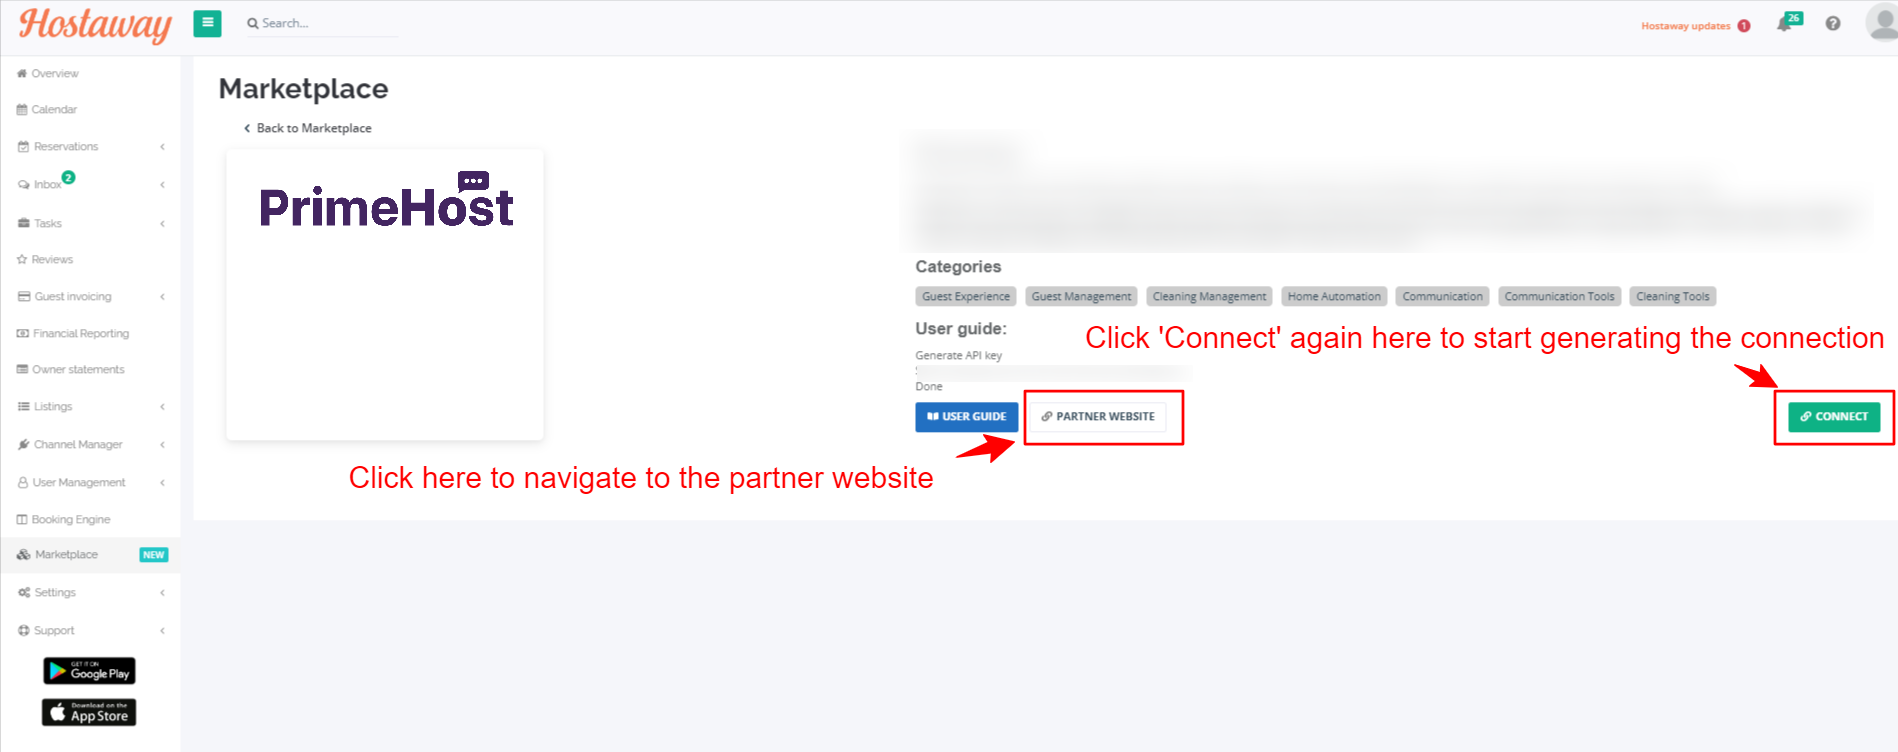 Hostaway
Search...
Hostaway updates 1
26
Overview
Calendar
Reservations
Inbox 2
Tasks
Reviews
Guest invoicing
Financial Reporting
Owner statements
Listings
Channel Manager
User Management
Booking Engine
Marketplace NEW
Settings
Support
GET IT ON
Google Play
Download on the
App Store
Marketplace
Back to Marketplace
PrimeHost
Categories
Guest Experience Guest Management Cleaning Management Home Automation Communication Communication Tools Cleaning Tools
User guide:
Click 'Connect' again here to start generating the connection
Generate API key
Done
USER GUIDE PARTNER WEBSITE CONNECT
Click here to navigate to the partner website